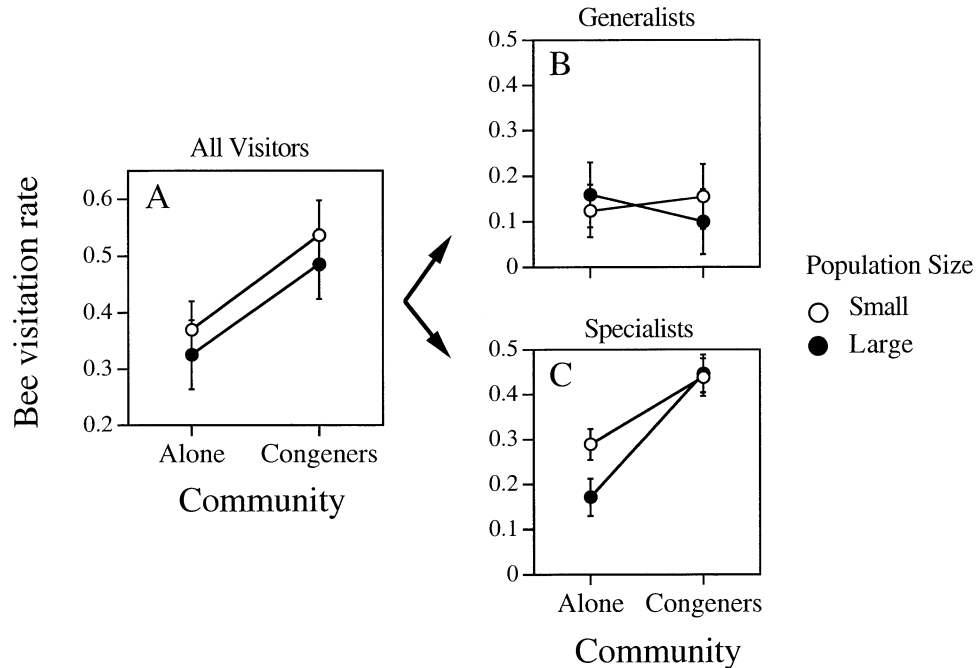 All Visitors
A
0.6
0.5
0.4
0.3
0.2
Bee visitation rate
Alone Congeners
Community
Generalists
B
0.5
0.4
0.3
0.2
0.1
0
Specialists
C
0.5
0.4
0.3
0.2
0.1
0
Alone Congeners
Community
Population Size
Small
Large